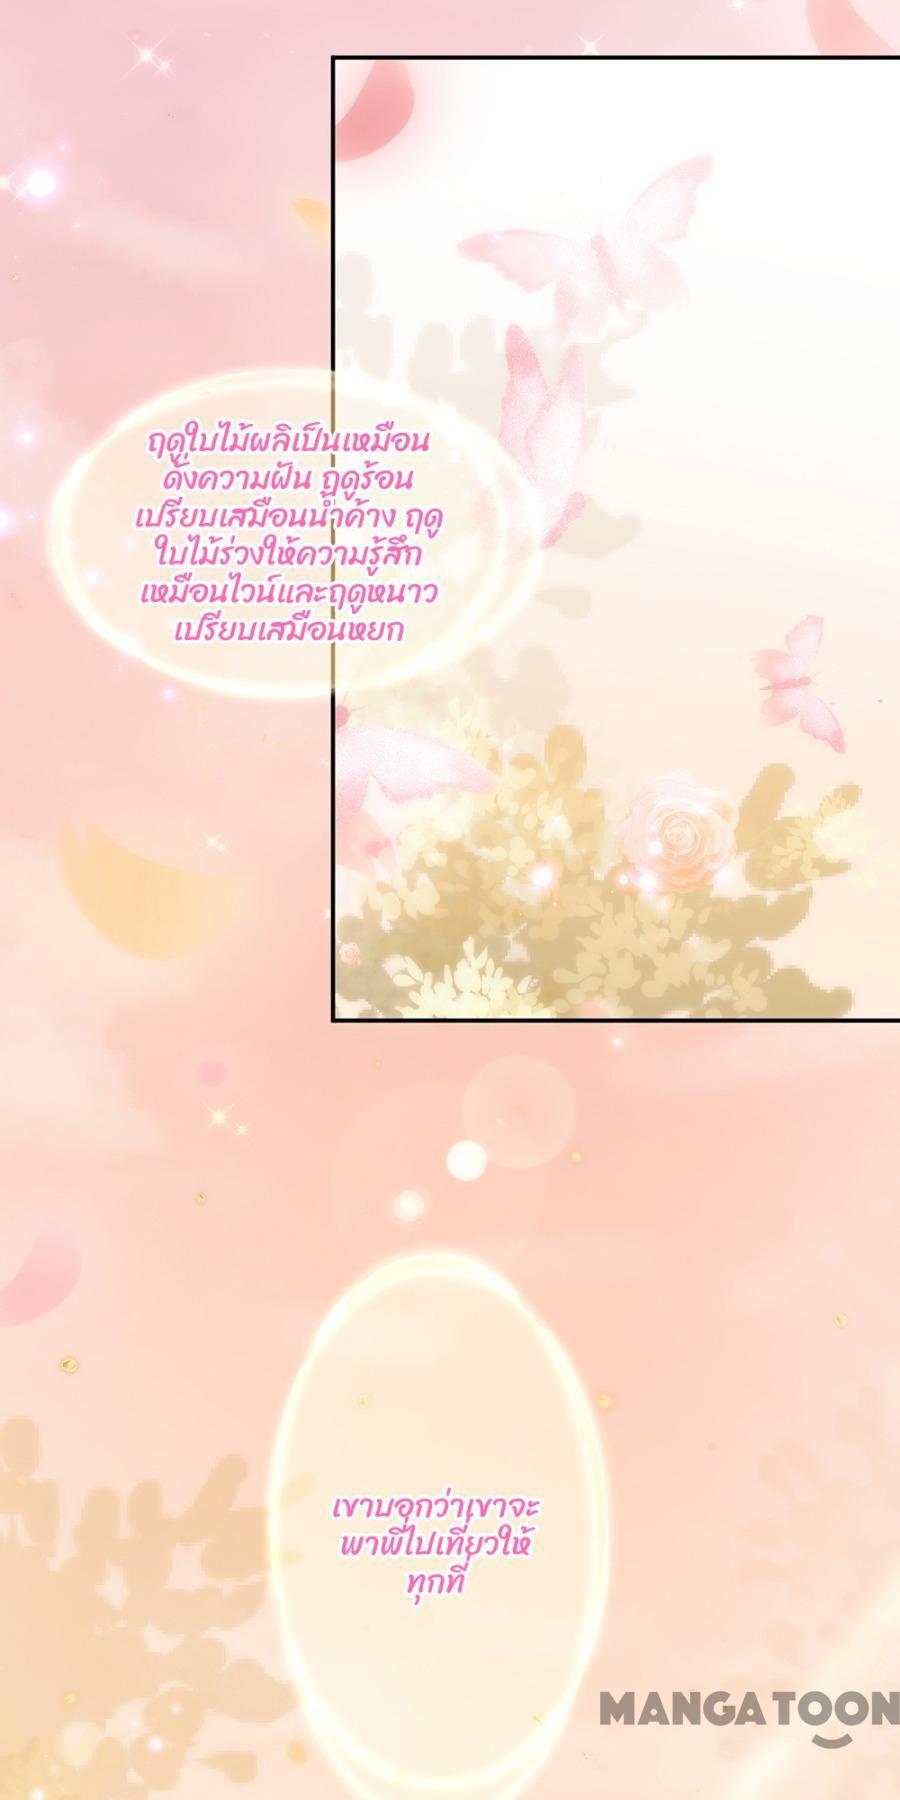 ฤดูใบไม้ผลิเป็นเหมือน
ดั่งความฝัน ฤดูร้อน
เปรียบเสมือนน้ำค้าง ฤดู
ใบไม้ร่วงให้ความรู้สึก
เหมือนไวน์และฤดูหนาว
เปรียบเสมือนหยก
เขาบอกว่าเขาจะ
พาพี่ไปเที่ยวให้
ทุกที่
MANGATOON